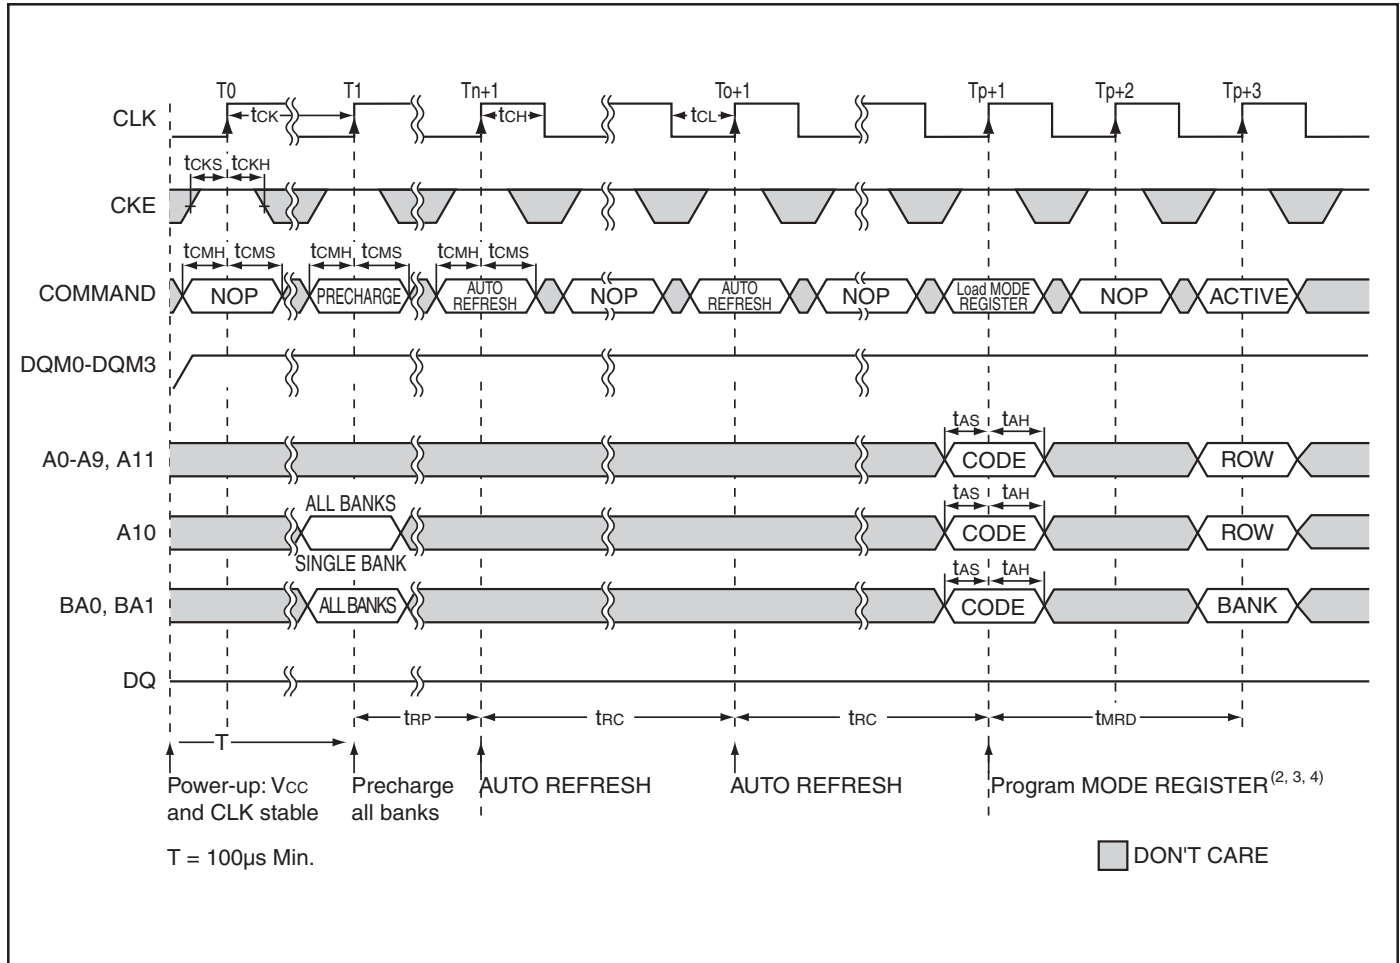 T0 T1 Tn+1 To+1 Tp+1 Tp+2 Tp+3
CLK tCK tCH tCL
tCKS tCKH
CKE
tCMH tCMS tCMH tCMS tCMH tCMS
COMMAND NOP PRECHARGE AUTO REFRESH NOP AUTO REFRESH NOP Load MODE REGISTER NOP ACTIVE
DQM0-DQM3
tAS tAH
A0-A9, A11 CODE ROW
ALL BANKS tAS tAH
A10 CODE ROW
SINGLE BANK tAS tAH
BA0, BA1 ALL BANKS CODE BANK
DQ
tRP tRC tRC tMRD
T
Power-up: VCC Precharge AUTO REFRESH AUTO REFRESH Program MODE REGISTER(2, 3, 4)
and CLK stable all banks
T = 100µs Min. DON'T CARE